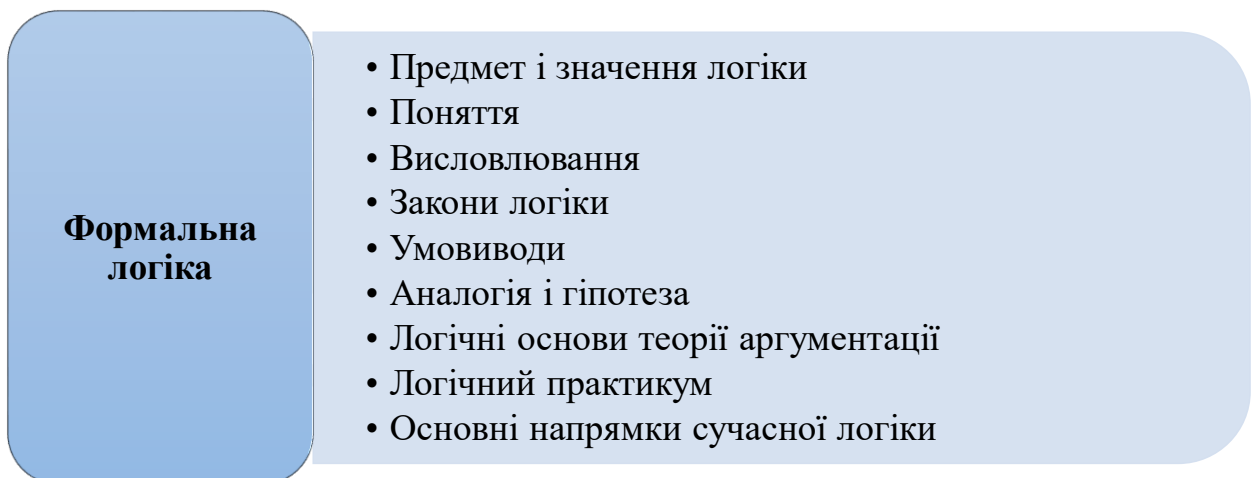 Формальна
логіка
• Предмет і значення логіки
• Поняття
• Висловлювання
• Закони логіки
• Умовиводи
• Аналогія і гіпотеза
• Логічні основи теорії аргументації
• Логічний практикум
• Основні напрямки сучасної логіки